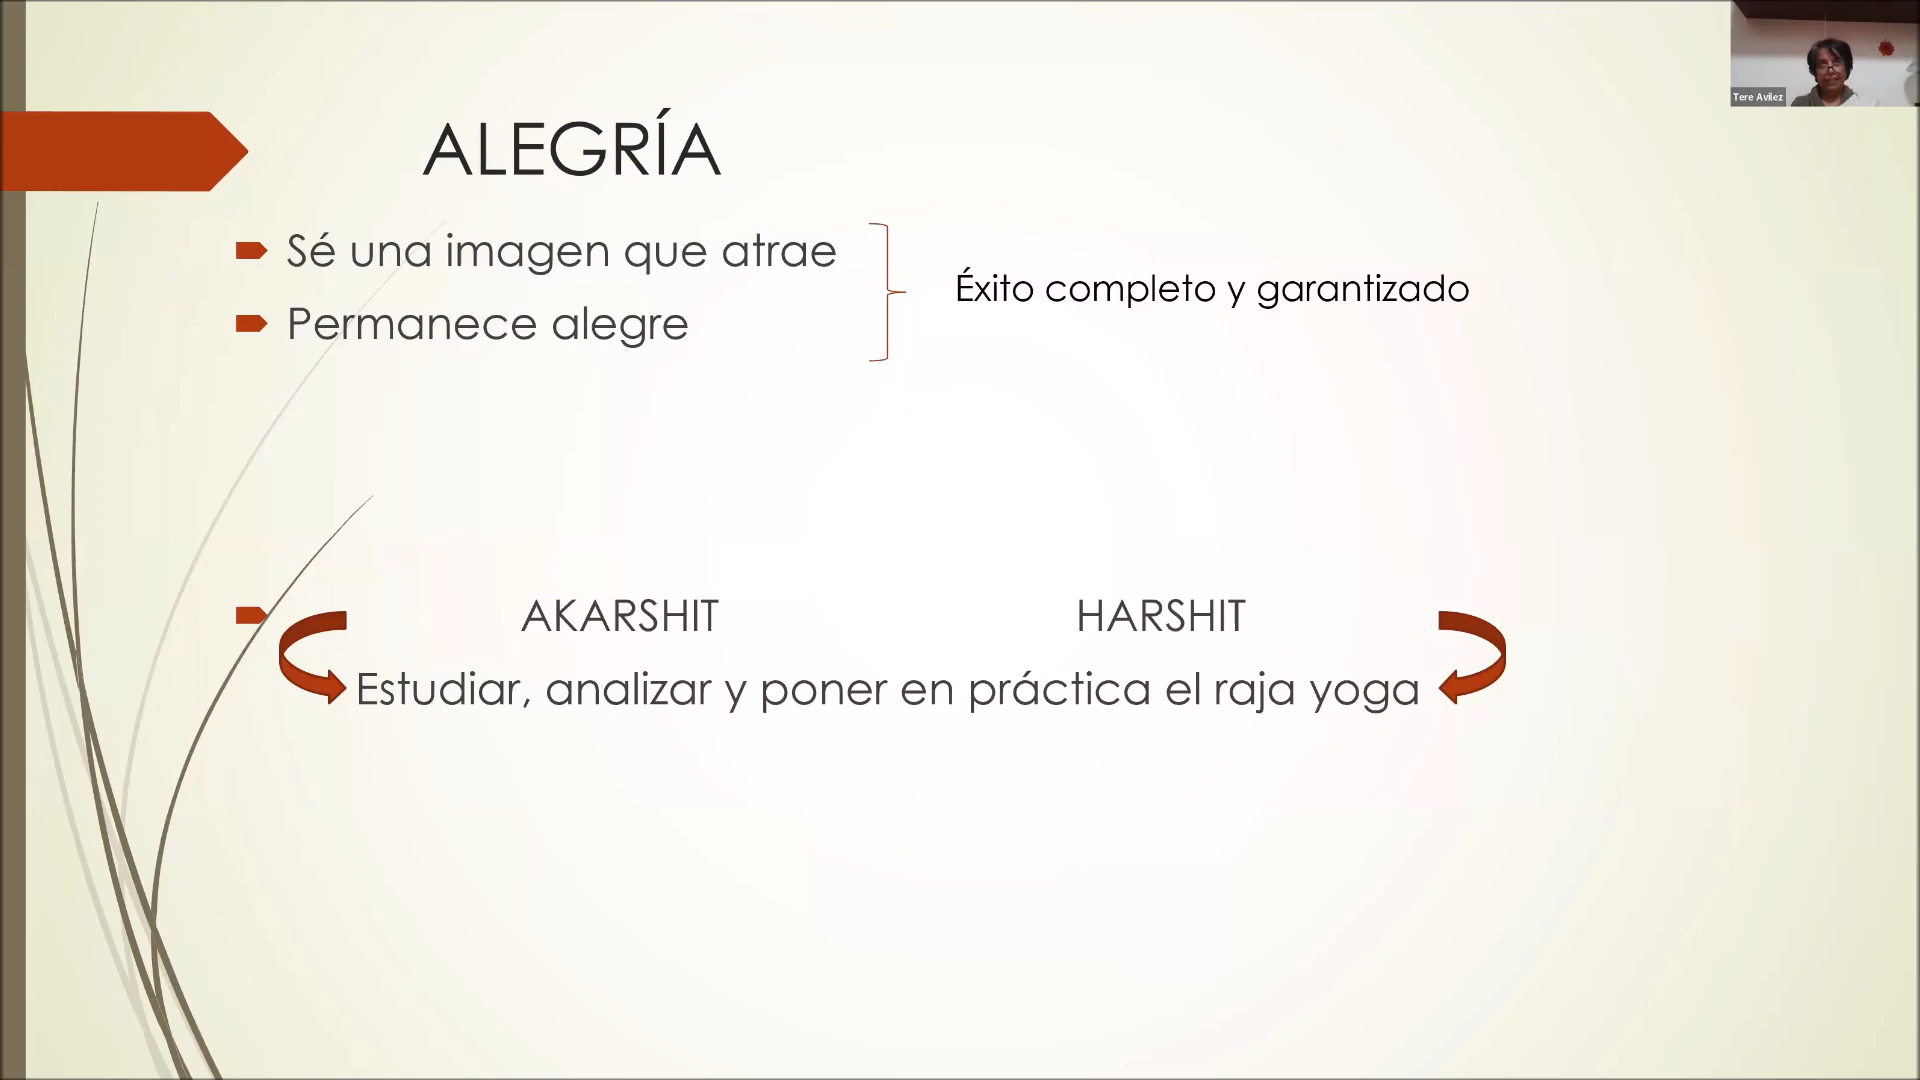 Tere Avilez
ALEGRÍA
Sé una imagen que atrae
Permanece alegre
Éxito completo y garantizado
AKARSHIT HARSHIT
Estudiar, analizar y poner en práctica el raja yoga